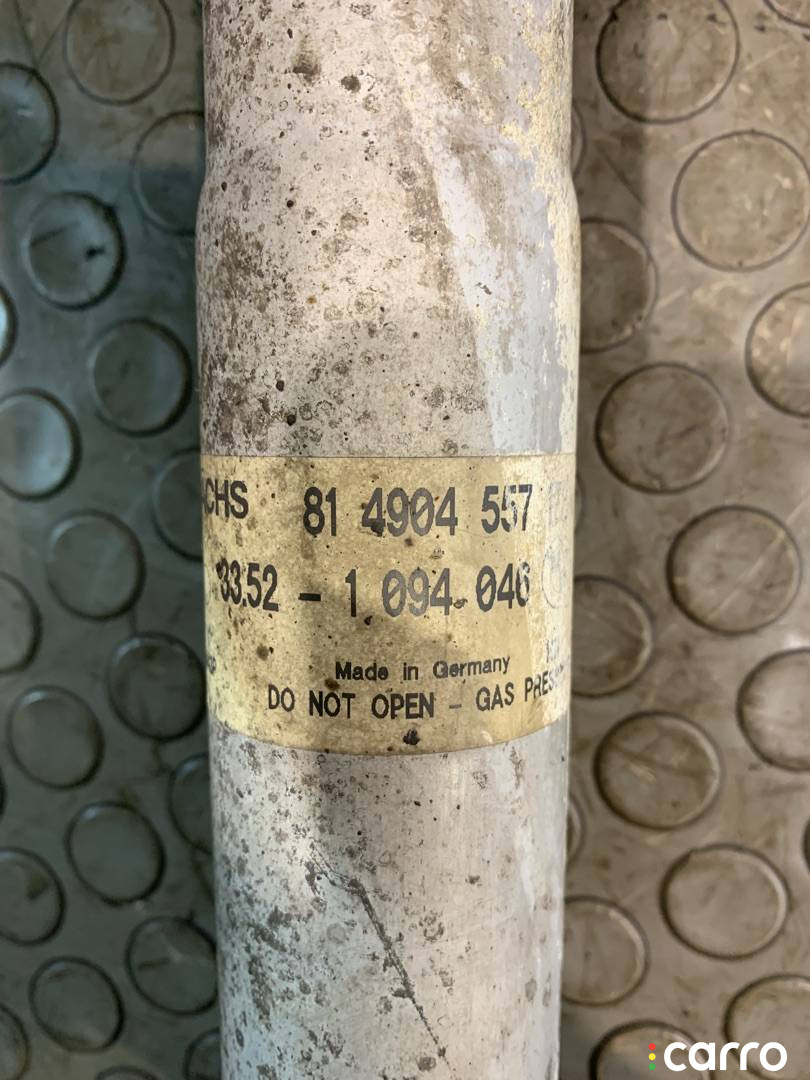 CHS 81 4904 557
33.52 - 1 094 046
Made in Germany
DO NOT OPEN - GAS PRES
carro